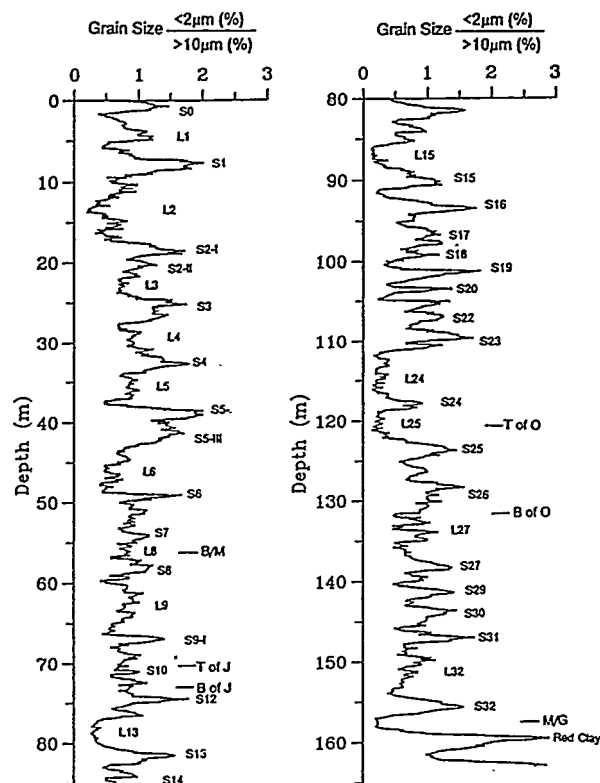 Grain Size <2μm (%)
>10μm (%)
0 1 2 3
0
10
20
30
40
50
60
70
80
Depth (m)
S0
L1
S1
L2
S2-I
S2-II
L3
S3
L4
S4
L5
S5-
S5-III
L6
S6
S7
L8
B/M
S8
L9
S9-I
T of J
S10
B of J
S12
L13
S13
S14
Grain Size <2μm (%)
>10μm (%)
0 1 2 3
80
90
100
110
120
130
140
150
160
Depth (m)
L15
S15
S16
S17
S18
S19
S20
S22
S23
L24
S24
L25
T of O
S25
S26
B of O
L27
S27
S29
S30
S31
L32
S32
M/G
Red Clay